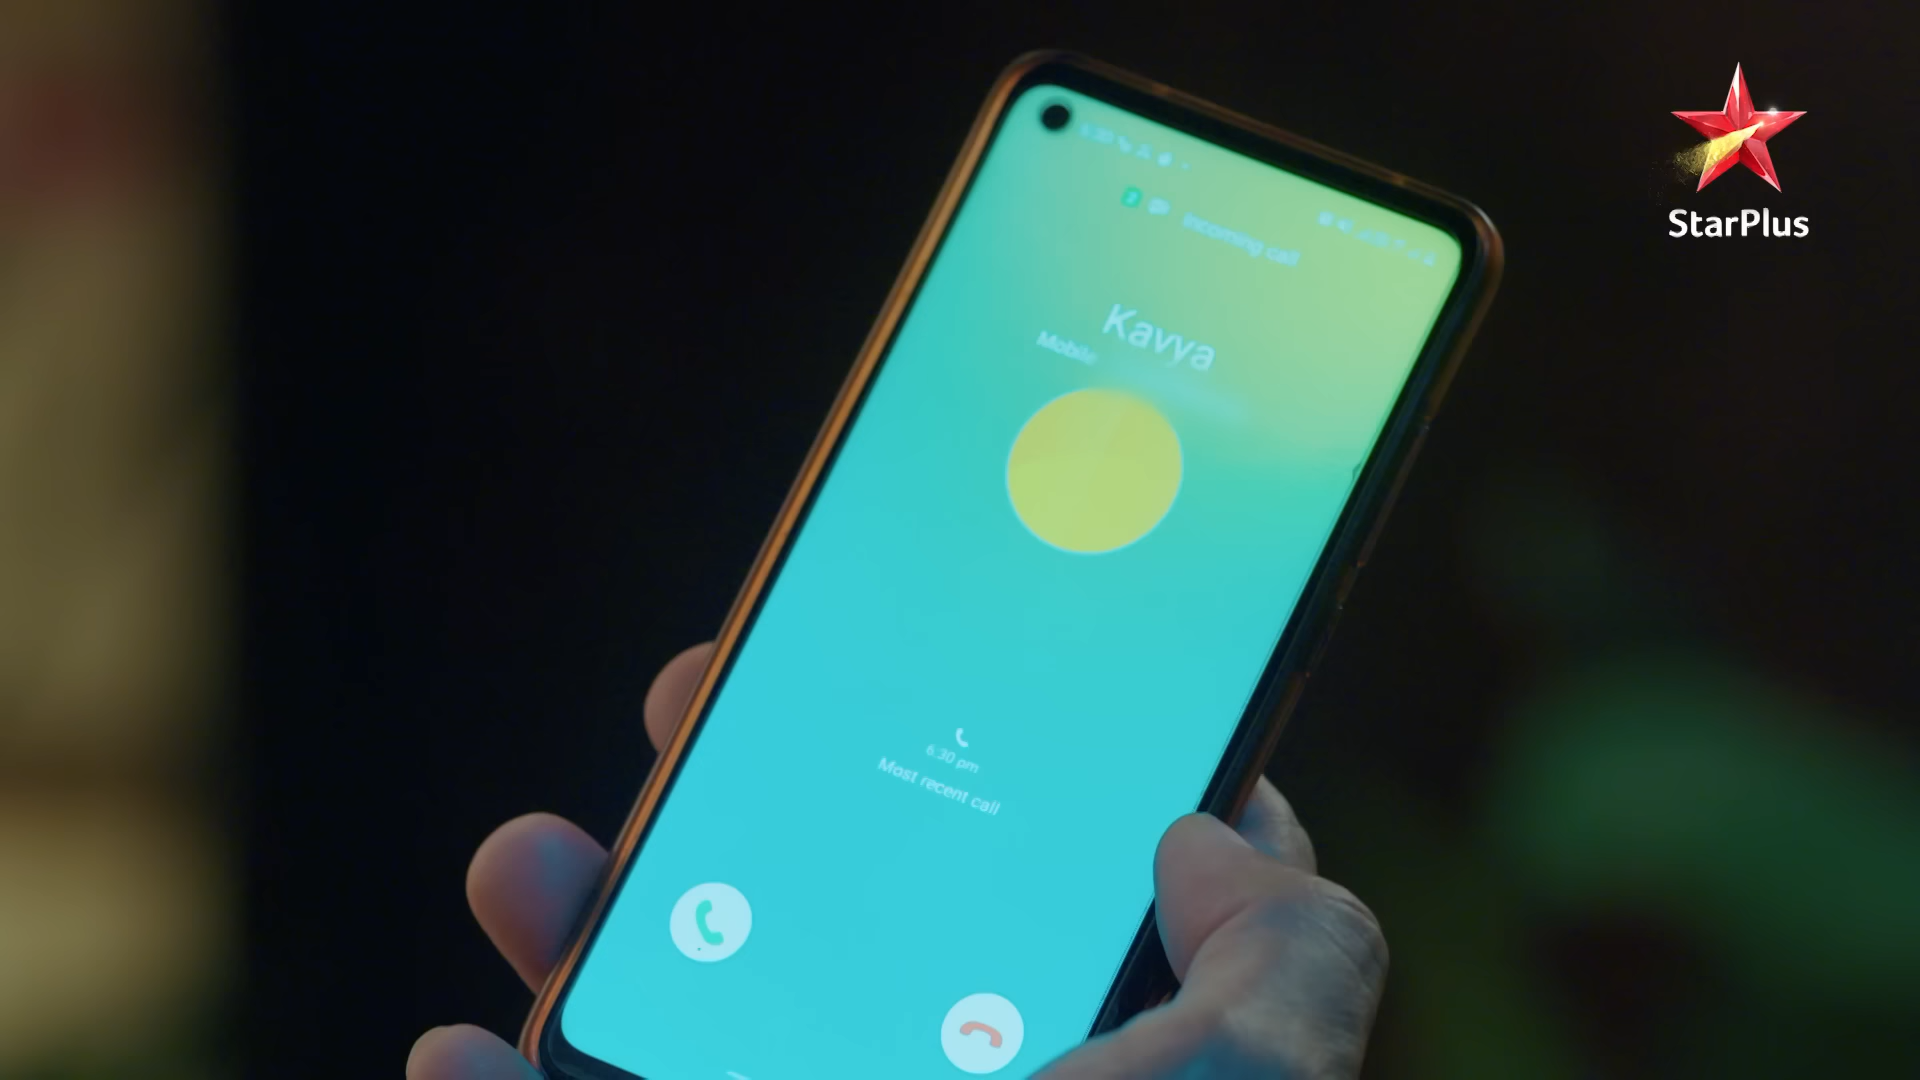 StarPlus
Incoming call
Kavya
Mobile
6:30 pm
Most recent call